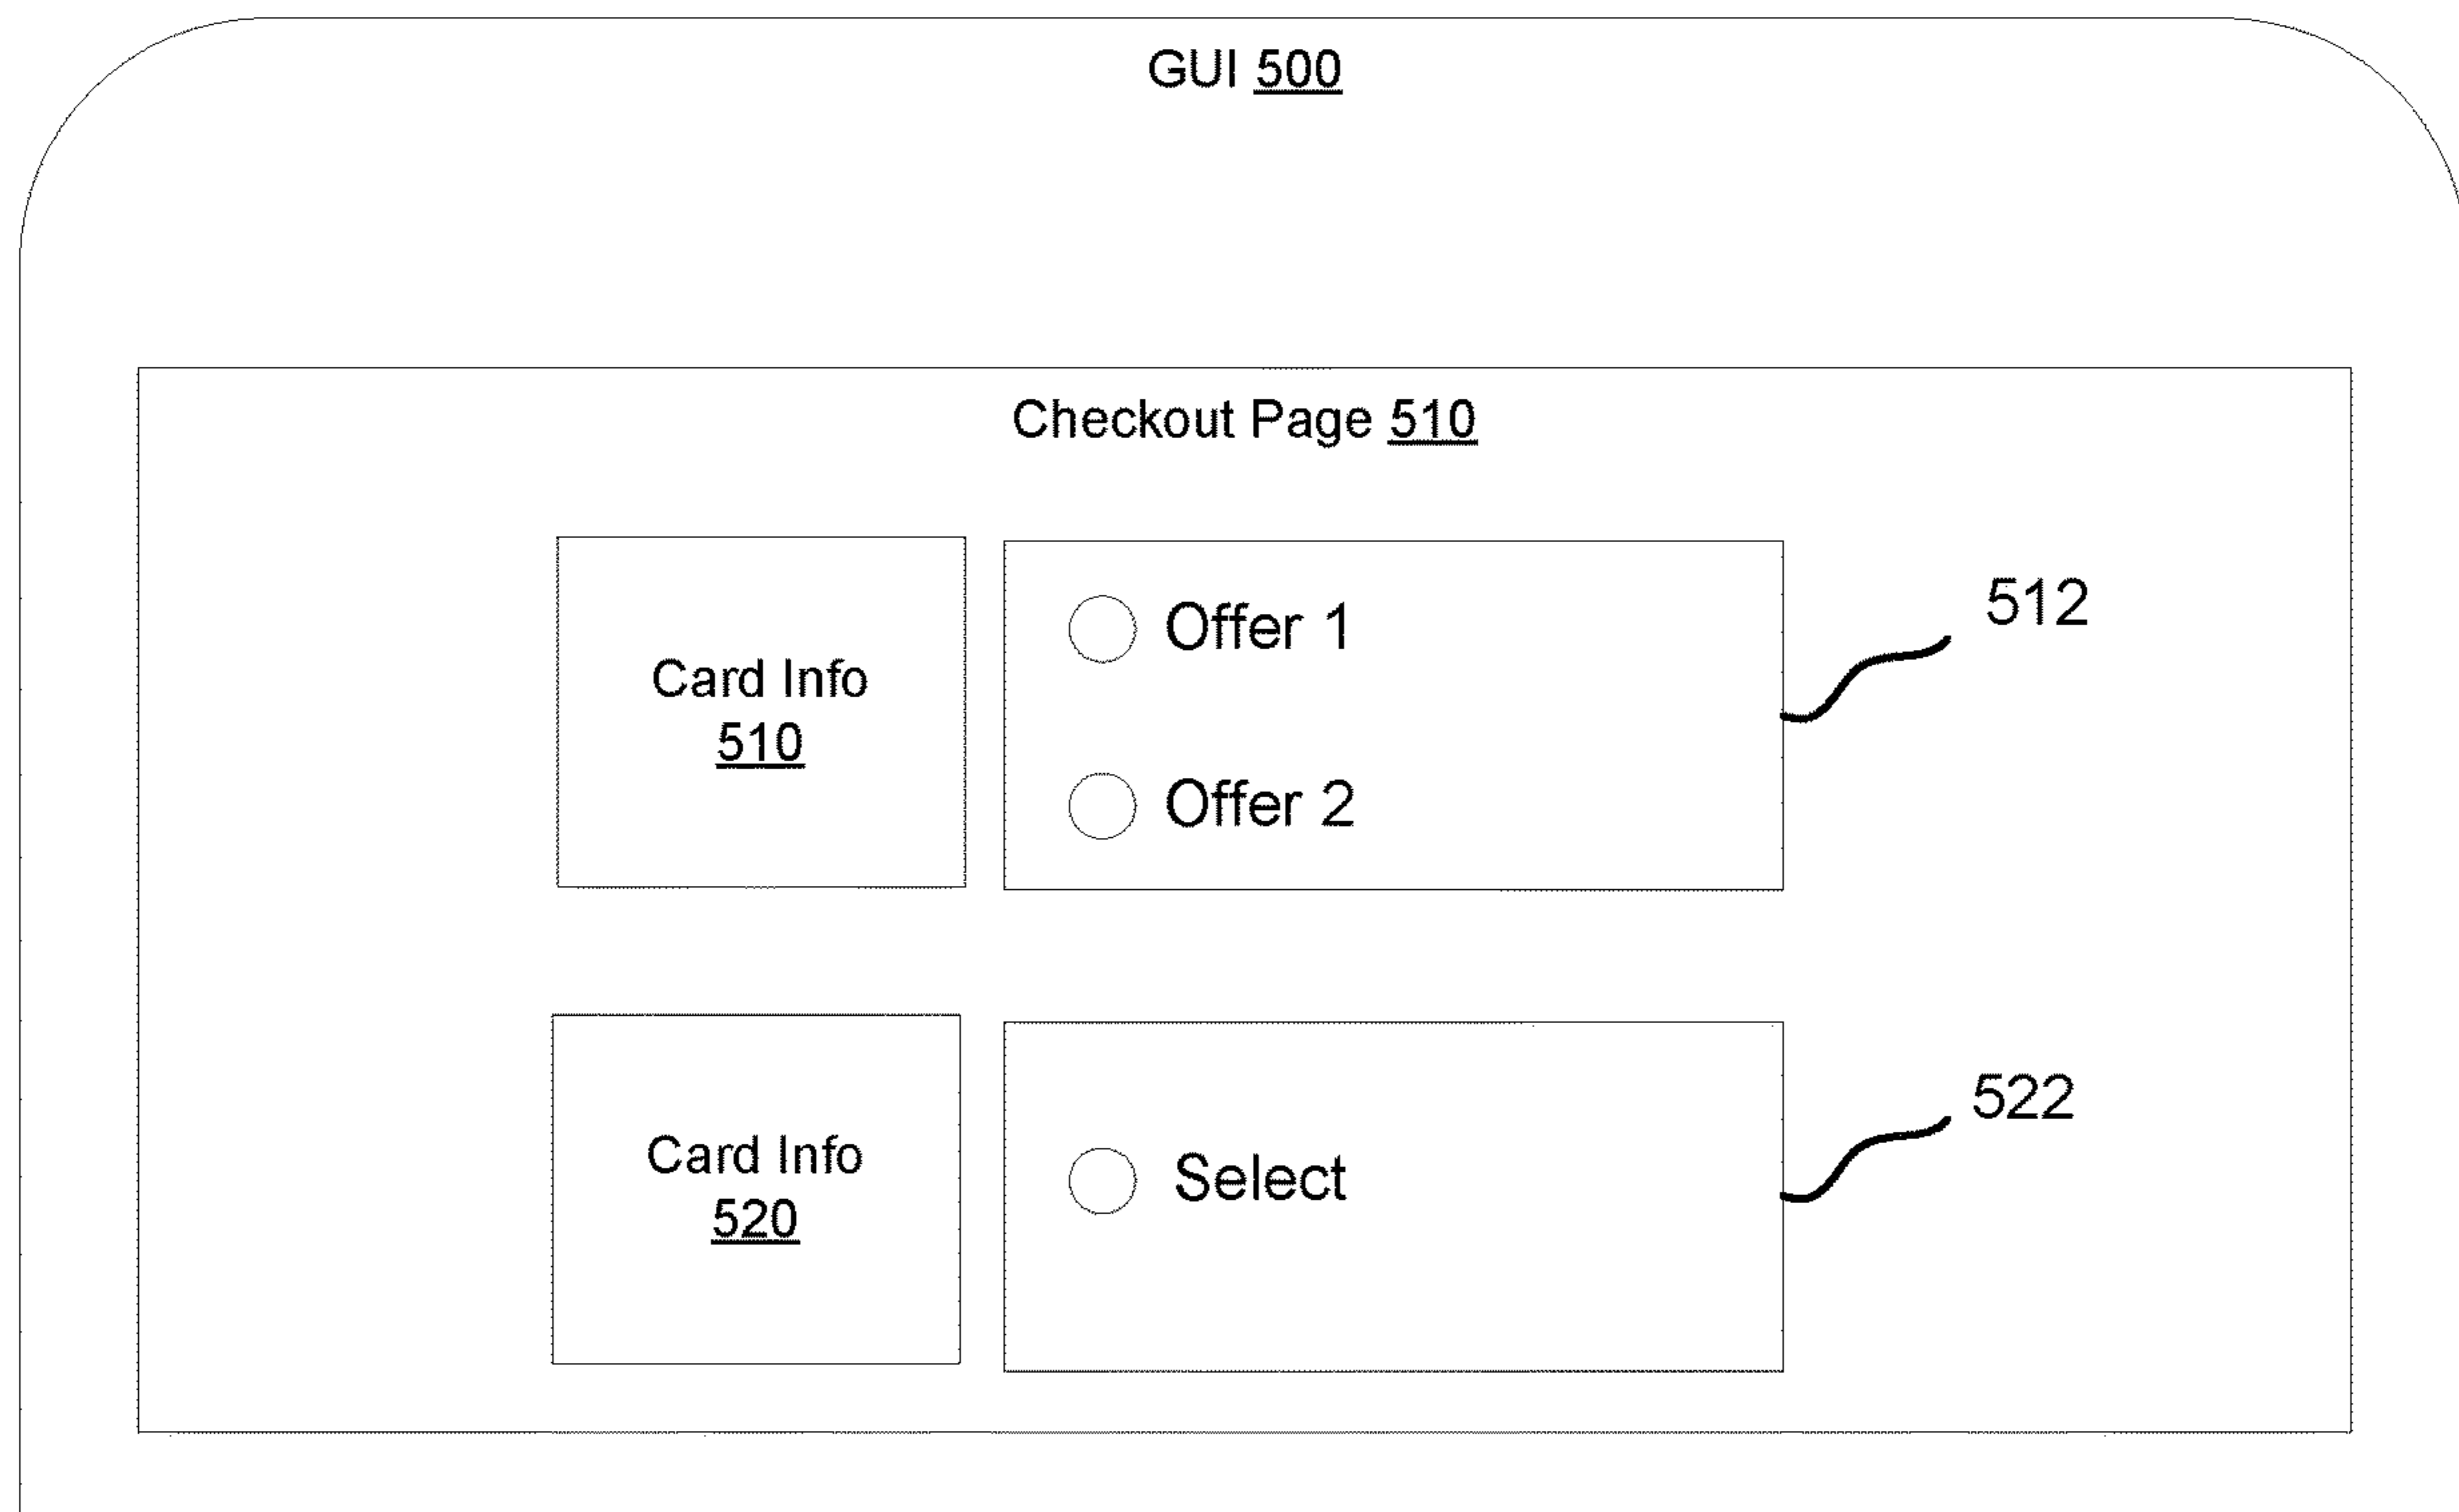 GUI 500
Checkout Page 510
Card Info
510
Offer 1
Offer 2
512
Card Info
520
Select
522